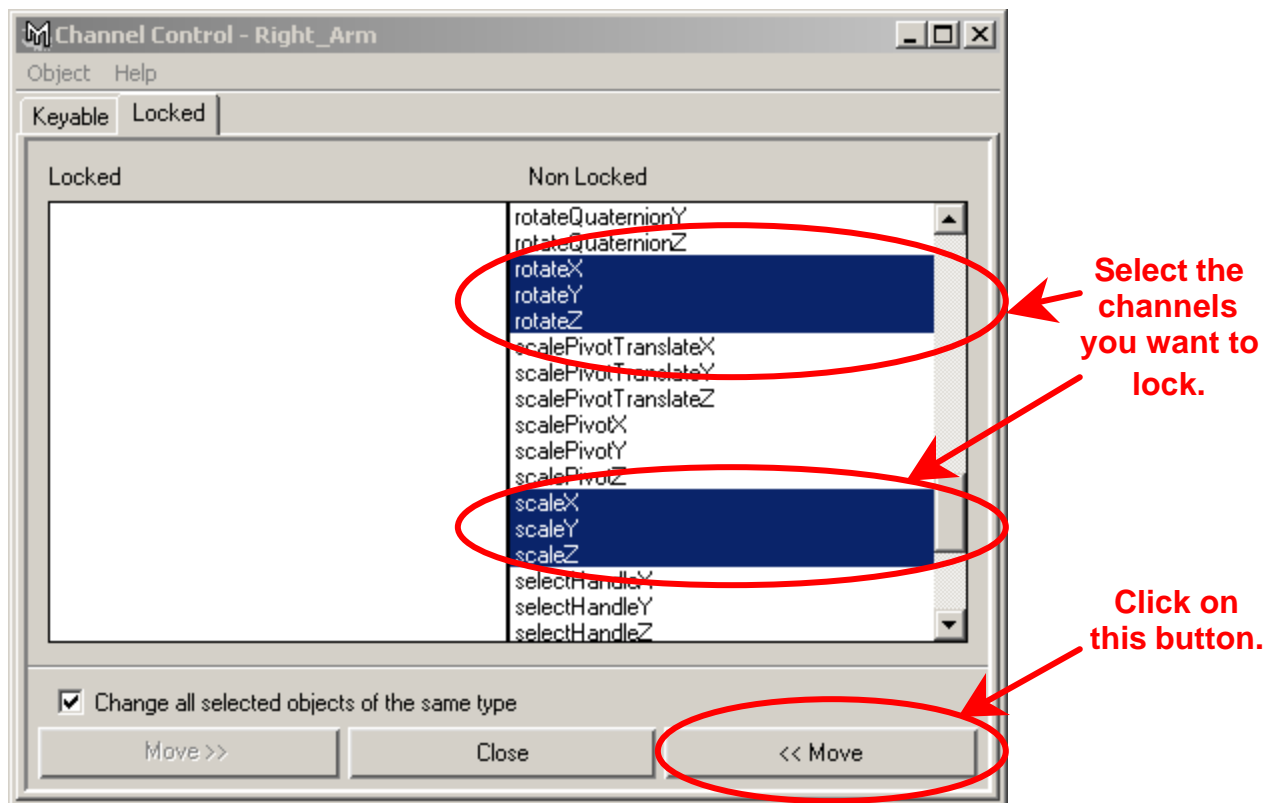 Channel Control - Right_Arm
Object Help
Keyable Locked
Locked Non Locked
rotateQuaternionY
rotateQuaternionZ
rotateX
rotateY
rotateZ
scalePivotTranslateX
scalePivotTranslateY
scalePivotTranslateZ
scalePivotX
scalePivotY
scalePivotZ
scaleX
scaleY
scaleZ
selectHandleX
selectHandleY
selectHandleZ
Change all selected objects of the same type
Move >> Close << Move
Select the
channels
you want to
lock.
Click on
this button.